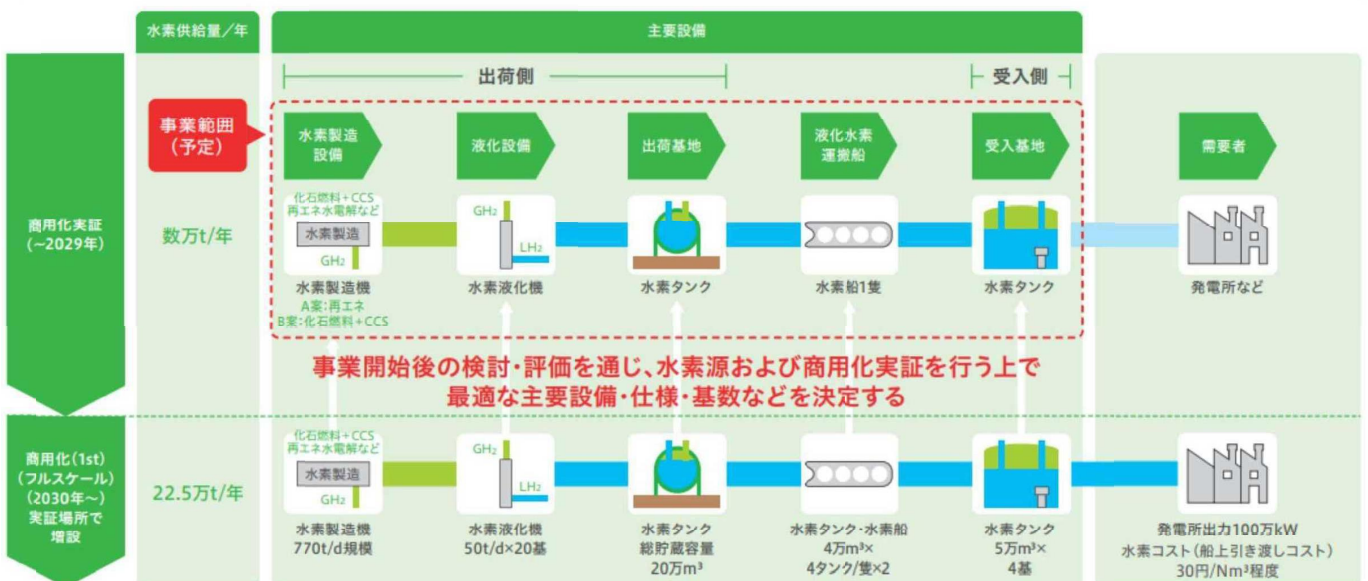 水素供給量／年
主要設備
出荷側
受入側
商用化実証
(～2029年)
事業範囲
(予定)
数万t/年
水素製造
設備
液化設備
出荷基地
液化水素
運搬船
受入基地
需要者
化石燃料+CCS
再エネ水電解など
水素製造
GH₂
水素製造機
A案:再エネ
B案:化石燃料+CCS
GH₂
LH₂
水素液化機
水素タンク
水素船1隻
水素タンク
発電所など
事業開始後の検討・評価を通じ、水素源および商用化実証を行う上で
最適な主要設備・仕様・基数などを決定する
商用化(1st)
(フルスケール)
(2030年～)
実証場所で
増設
22.5万t/年
化石燃料+CCS
再エネ水電解など
水素製造
GH₂
水素製造機
770t/d規模
GH₂
LH₂
水素液化機
50t/d×20基
水素タンク
総貯蔵容量
20万m³
水素タンク・水素船
4万m³×
4タンク/隻×2
水素タンク
5万m³×
4基
発電所出力100万kW
水素コスト(船上引き渡しコスト)
30円/Nm³程度